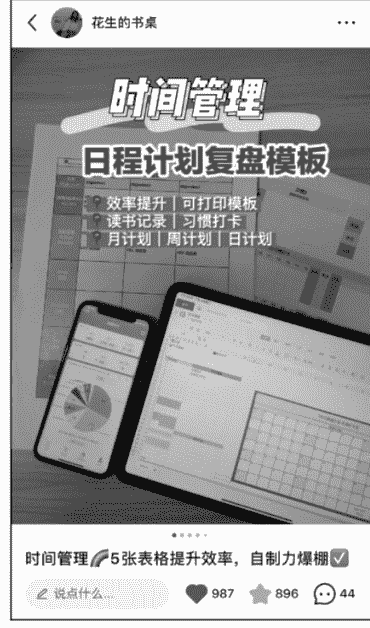 花生的书桌
时间管理
日程计划复盘模板
效率提升｜可打印模板
读书记录｜习惯打卡
月计划｜周计划｜日计划
时间管理🌈5张表格提升效率，自制力爆棚☑️
说点什么...
987
896
44